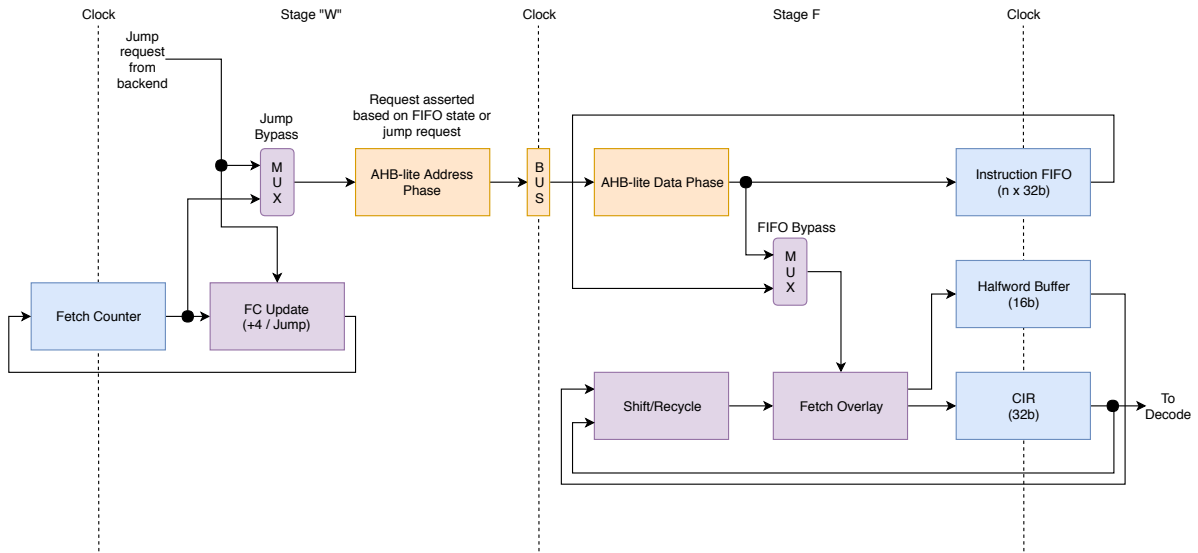 Clock
Stage "W"
Clock
Stage F
Clock
Jump
request
from
backend
Jump
Bypass
M
U
X
Request asserted
based on FIFO state or
jump request
AHB-lite Address
Phase
B
U
S
AHB-lite Data Phase
Instruction FIFO
(n x 32b)
FIFO Bypass
M
U
X
Fetch Counter
FC Update
(+4 / Jump)
Halfword Buffer
(16b)
Shift/Recycle
Fetch Overlay
CIR
(32b)
To
Decode